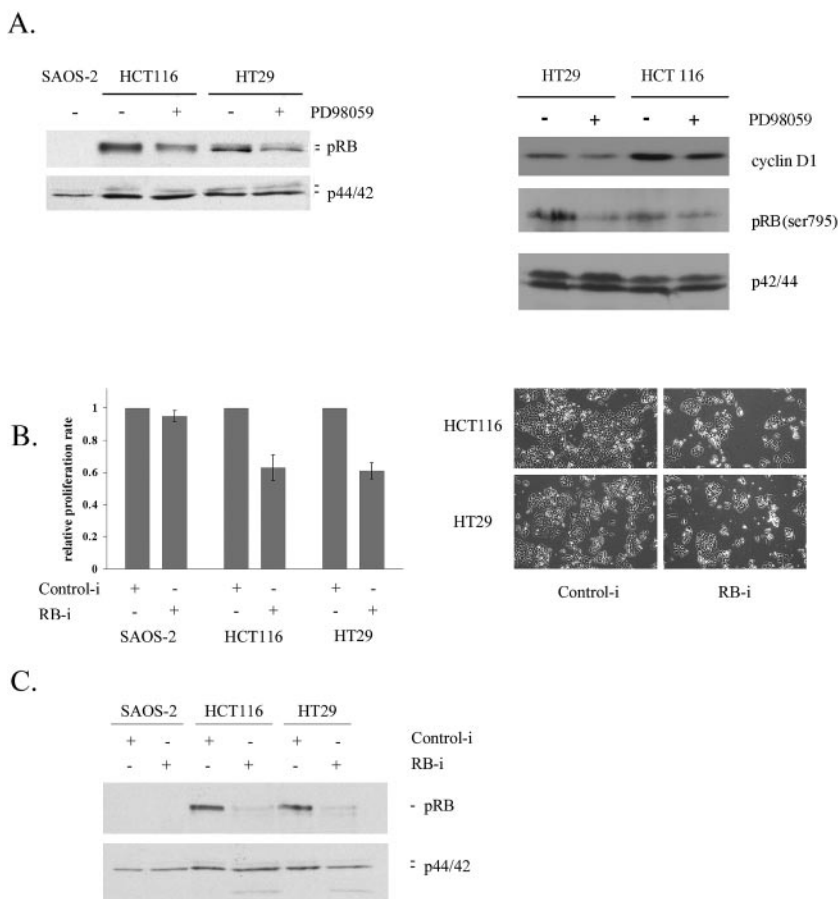 A.
SAOS-2 HCT116 HT29
- - + - + PD98059
pRB
p44/42
HT29 HCT 116
- + - + PD98059
cyclin D1
pRB(ser795)
p42/44
B.
relative proliferation rate
1
0.8
0.6
0.4
0.2
0
Control-i + - + - + -
RB-i - + - + - +
SAOS-2 HCT116 HT29
HCT116
HT29
Control-i RB-i
C.
SAOS-2 HCT116 HT29
+ - + - + - Control-i
- + - + - + RB-i
- pRB
p44/42